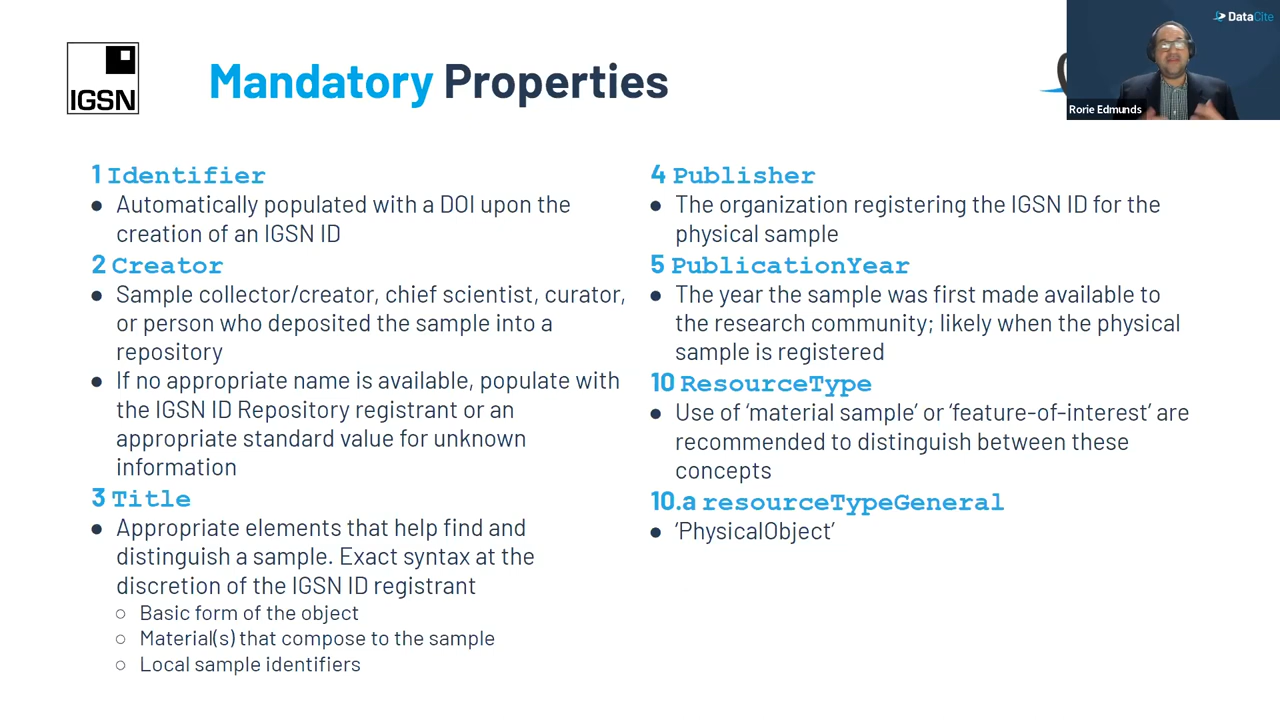 DataCite
IGSN
Mandatory Properties
Rorie Edmunds
1 Identifier
● Automatically populated with a DOI upon the
creation of an IGSN ID
2 Creator
● Sample collector/creator, chief scientist, curator,
or person who deposited the sample into a
repository
● If no appropriate name is available, populate with
the IGSN ID Repository registrant or an
appropriate standard value for unknown
information
3 Title
● Appropriate elements that help find and
distinguish a sample. Exact syntax at the
discretion of the IGSN ID registrant
○ Basic form of the object
○ Material(s) that compose to the sample
○ Local sample identifiers
4 Publisher
● The organization registering the IGSN ID for the
physical sample
5 PublicationYear
● The year the sample was first made available to
the research community; likely when the physical
sample is registered
10 ResourceType
● Use of ‘material sample’ or ‘feature-of-interest’ are
recommended to distinguish between these
concepts
10.a resourceTypeGeneral
● ‘PhysicalObject’